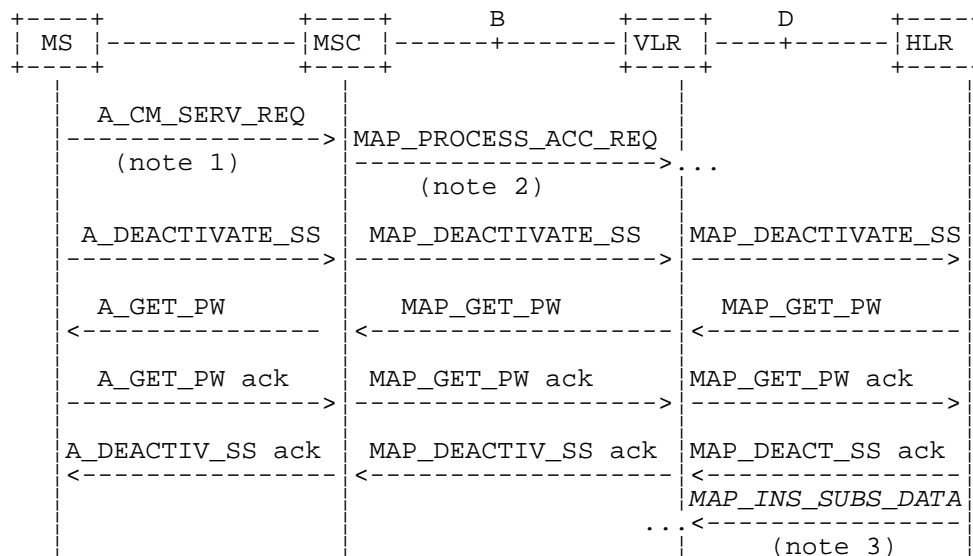 B D
MS MSC VLR HLR
A_CM_SERV_REQ
MAP_PROCESS_ACC_REQ
(note 1) ...
(note 2)
A_DEACTIVATE_SS MAP_DEACTIVATE_SS MAP_DEACTIVATE_SS
A_GET_PW MAP_GET_PW MAP_GET_PW
A_GET_PW ack MAP_GET_PW ack MAP_GET_PW ack
A_DEACTIV_SS ack MAP_DEACTIV_SS ack MAP_DEACT_SS ack
MAP_INS_SUBS_DATA
...
(note 3)